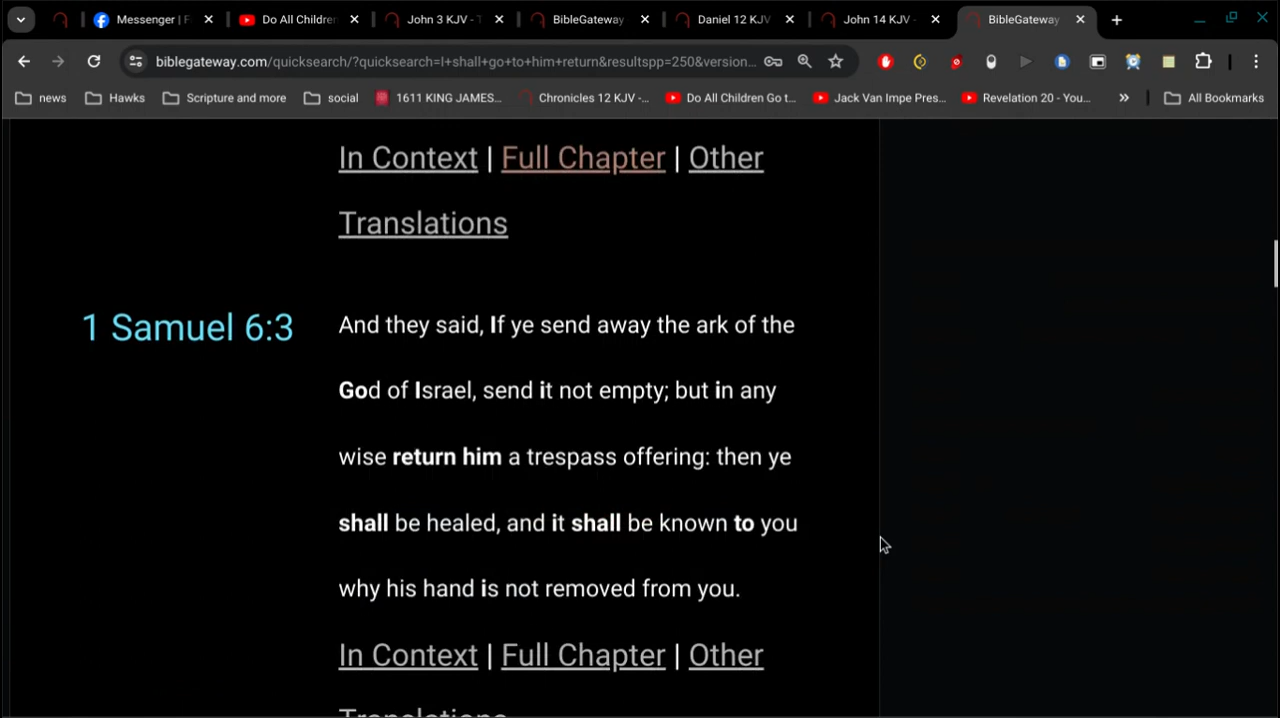 Messenger | F
Do All Children
John 3 KJV - T
BibleGateway
Daniel 12 KJV
John 14 KJV -
BibleGateway
biblegateway.com/quicksearch/?quicksearch=I+shall+go+to+him+return&resultspp=250&version...
news
Hawks
Scripture and more
social
1611 KING JAMES...
Chronicles 12 KJV -...
Do All Children Go t...
Jack Van Impe Pres...
Revelation 20 - You...
All Bookmarks
In Context | Full Chapter | Other
Translations
1 Samuel 6:3
And they said, If ye send away the ark of the
God of Israel, send it not empty; but in any
wise return him a trespass offering: then ye
shall be healed, and it shall be known to you
why his hand is not removed from you.
In Context | Full Chapter | Other
Translations